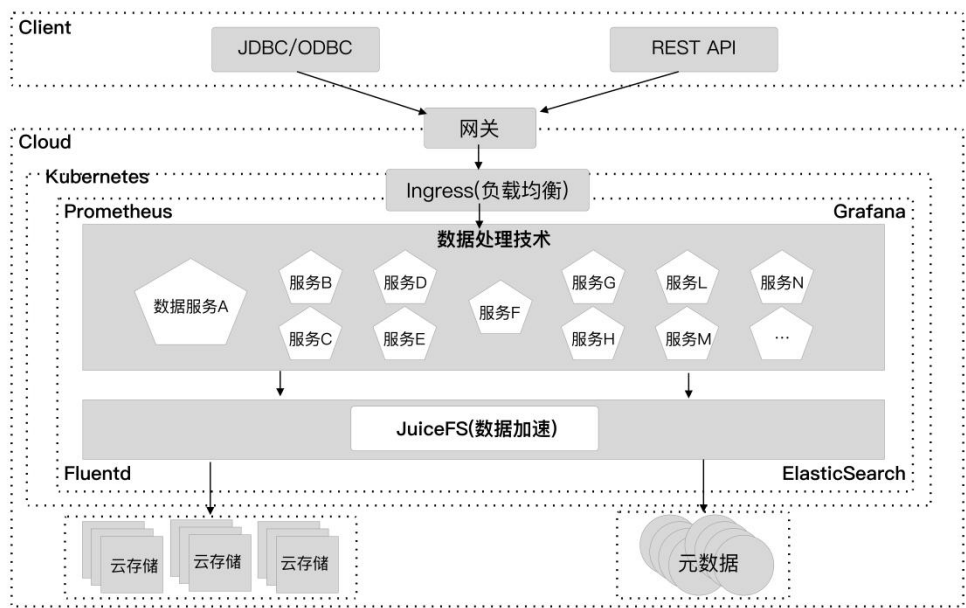 Client
JDBC/ODBC
REST API
网关
Cloud
Kubernetes
Ingress(负载均衡)
Prometheus
Grafana
数据处理技术
数据服务A
服务B
服务D
服务F
服务G
服务L
服务N
服务C
服务E
服务H
服务M
...
JuiceFS(数据加速)
Fluentd
ElasticSearch
云存储
云存储
云存储
元数据